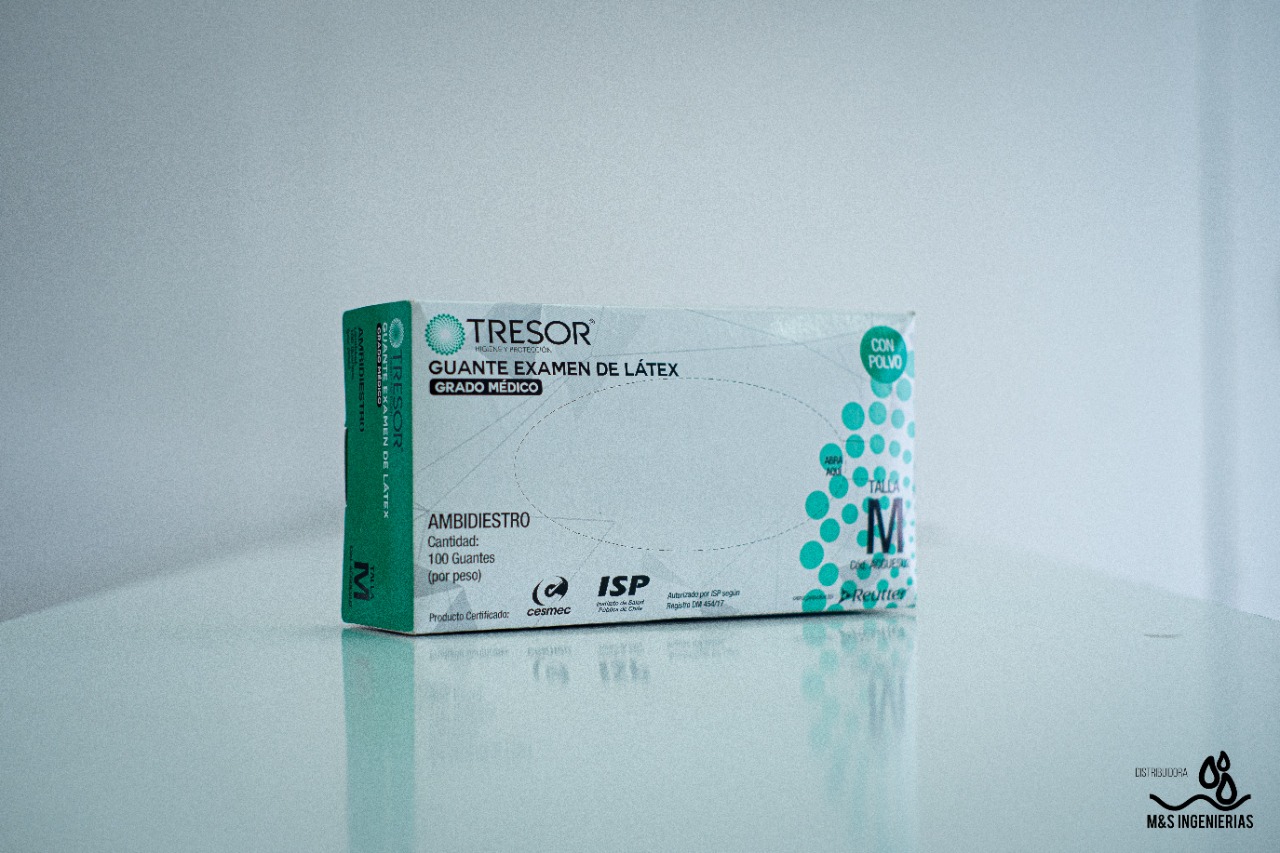 TRESOR®
HIGIENE Y PROTECCIÓN
GUANTE EXAMEN DE LÁTEX
GRADO MÉDICO
CON
POLVO
ABRA
AQUÍ
TALLA
M
AMBIDIESTRO
Cantidad:
100 Guantes
(por peso)
Producto Certificado:
cesmec
ISP
Instituto de Salud
Pública de Chile
Autorizado por ISP según
Registro DM 454/17
Reutter
TRESOR
GUANTE EXAMEN DE LÁTEX
GRADO MÉDICO
AMBIDIESTRO
TALLA
M
DISTRIBUIDORA
M&S INGENIERIAS